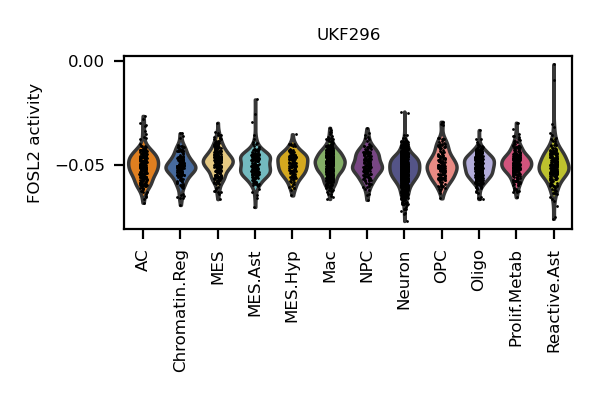 UKF296
FOSL2 activity
0.00
−0.05
AC
Chromatin.Reg
MES
MES.Ast
MES.Hyp
Mac
NPC
Neuron
OPC
Oligo
Prolif.Metab
Reactive.Ast